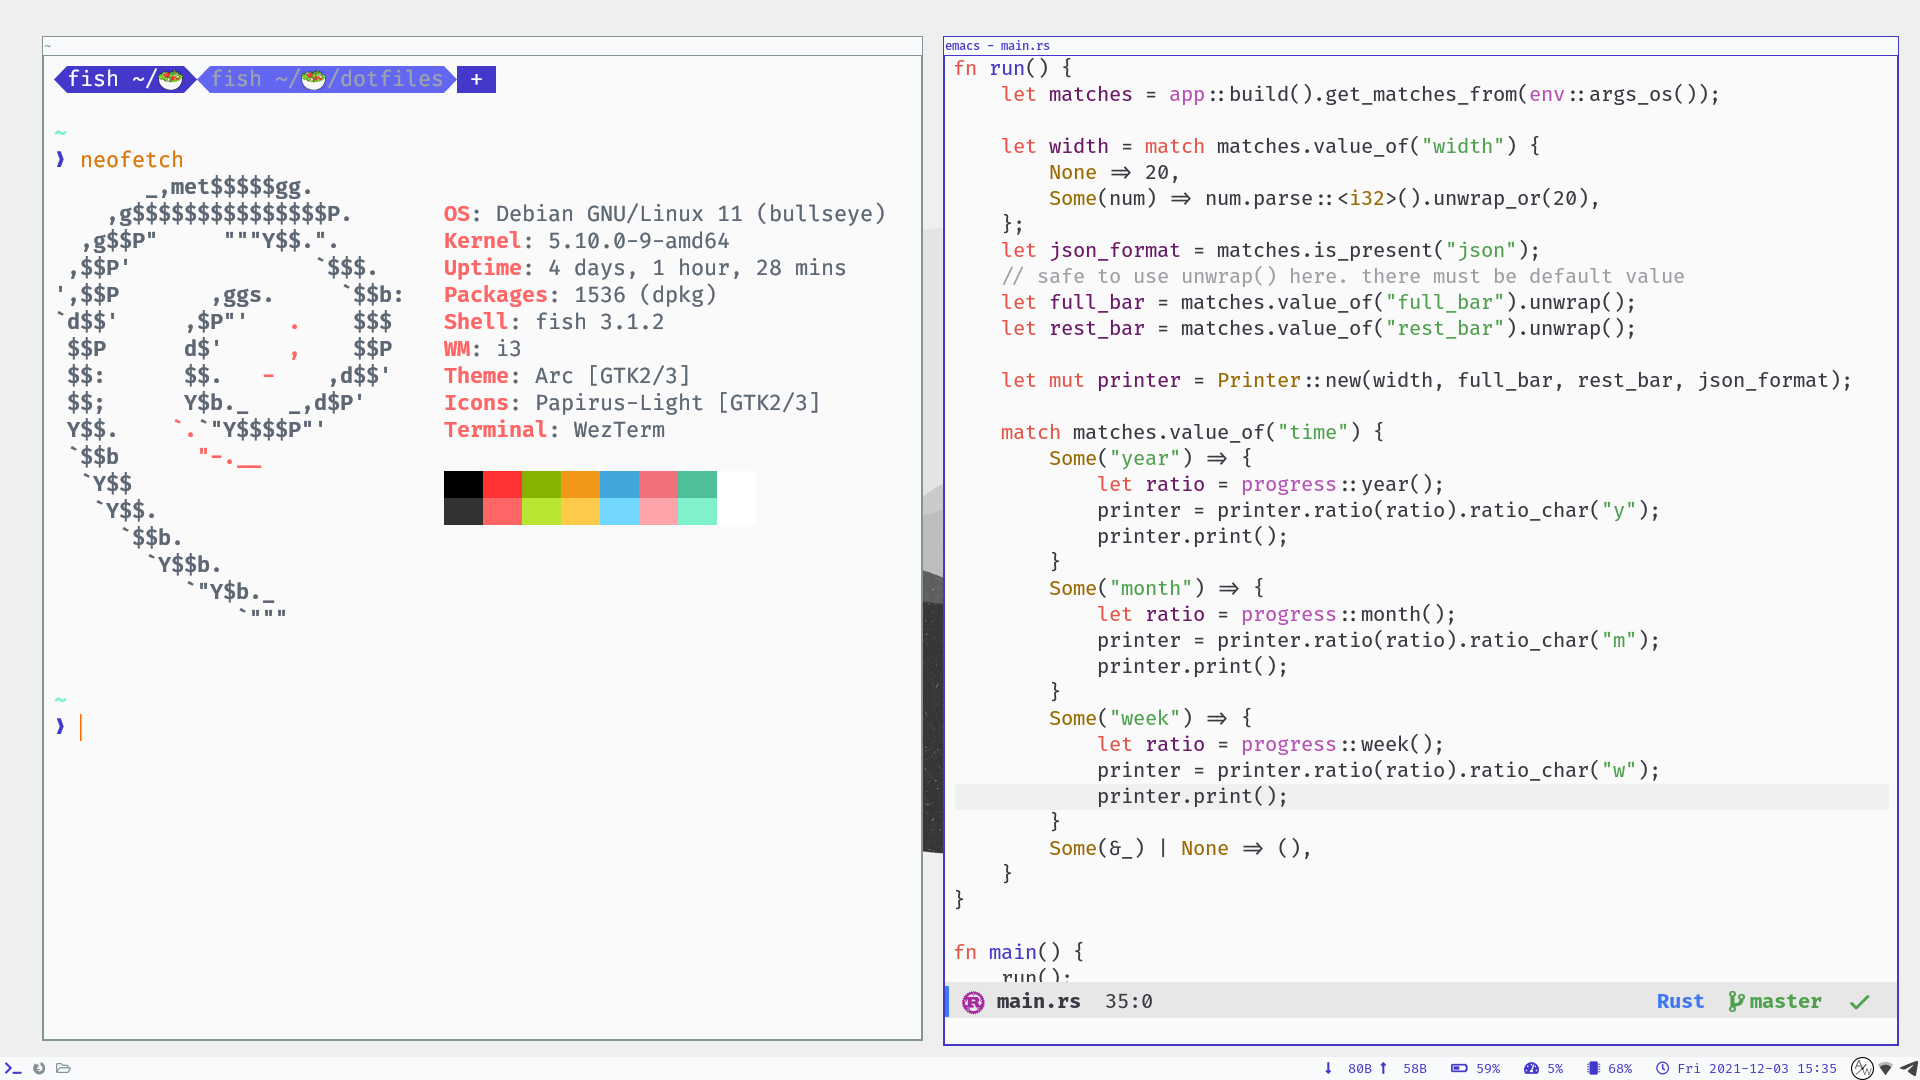 ~
fish ~/🥗 fish ~/🥗/dotfiles +
~
❱ neofetch
       _,met$$$$$gg.
    ,g$$$$$$$$$$$$$$$P.
  ,g$$P"     """Y$$.".
 ,$$P'              `$$$.
',$$P       ,ggs.     `$$b:
`d$$'     ,$P"'   .    $$$
 $$P      d$'     ,    $$P
 $$:      $$.   -    ,d$$'
 $$;      Y$b._   _,d$P'
 Y$$.    `.`"Y$$$$P"'
 `$$b      "-.__
  `Y$$
   `Y$$.
     `$$b.
       `Y$$b.
          `"Y$b._
              `"""
OS: Debian GNU/Linux 11 (bullseye)
Kernel: 5.10.0-9-amd64
Uptime: 4 days, 1 hour, 28 mins
Packages: 1536 (dpkg)
Shell: fish 3.1.2
WM: i3
Theme: Arc [GTK2/3]
Icons: Papirus-Light [GTK2/3]
Terminal: WezTerm
~
❱
emacs - main.rs
fn run() {
    let matches = app::build().get_matches_from(env::args_os());

    let width = match matches.value_of("width") {
        None => 20,
        Some(num) => num.parse::<i32>().unwrap_or(20),
    };
    let json_format = matches.is_present("json");
    // safe to use unwrap() here. there must be default value
    let full_bar = matches.value_of("full_bar").unwrap();
    let rest_bar = matches.value_of("rest_bar").unwrap();

    let mut printer = Printer::new(width, full_bar, rest_bar, json_format);

    match matches.value_of("time") {
        Some("year") => {
            let ratio = progress::year();
            printer = printer.ratio(ratio).ratio_char("y");
            printer.print();
        }
        Some("month") => {
            let ratio = progress::month();
            printer = printer.ratio(ratio).ratio_char("m");
            printer.print();
        }
        Some("week") => {
            let ratio = progress::week();
            printer = printer.ratio(ratio).ratio_char("w");
            printer.print();
        }
        Some(&_) | None => (),
    }
}

fn main() {
    run();
main.rs 35:0 Rust master ✓
↓ 80B ↑ 58B 59% 5% 68% Fri 2021-12-03 15:35